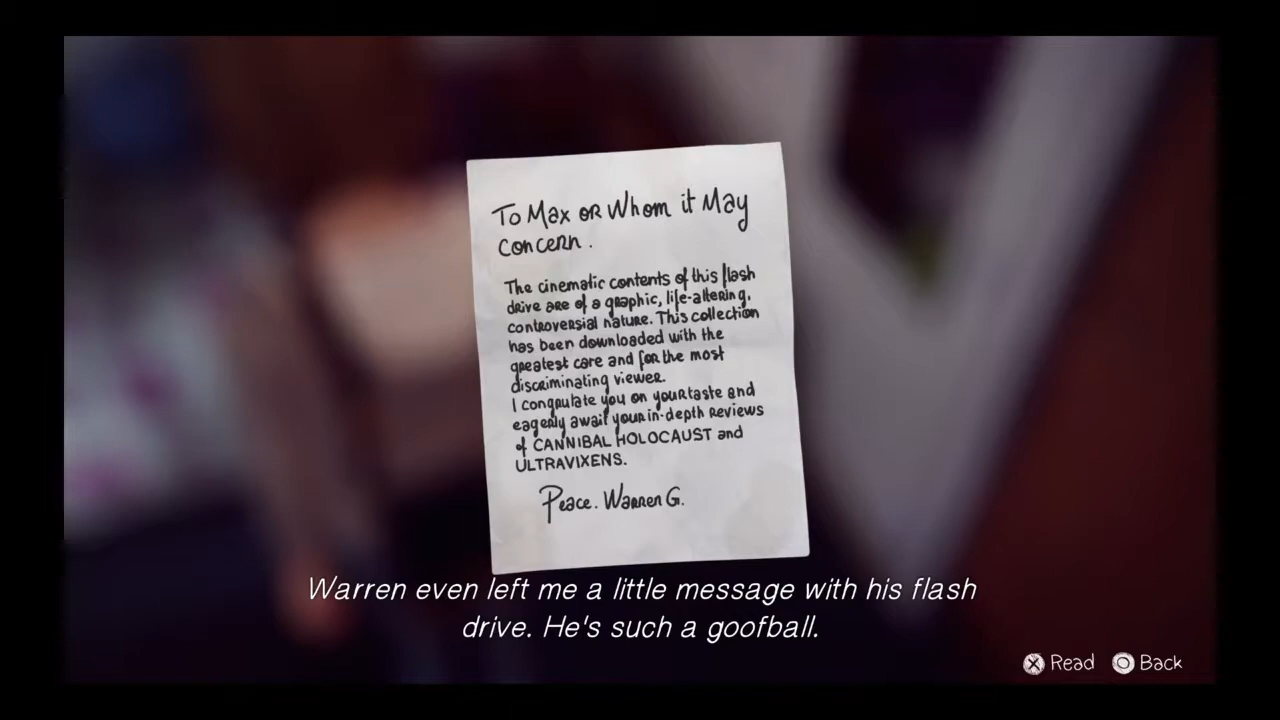 To Max or Whom it May
concern.
The cinematic contents of this flash
drive are of a graphic, life-altering,
controversial nature. This collection
has been downloaded with the
greatest care and for the most
discriminating viewer.
I congrulate you on your taste and
eagerly await your in-depth reviews
of CANNIBAL HOLOCAUST and
ULTRAVIXENS.
Peace. Warren G.
Warren even left me a little message with his flash
drive. He's such a goofball.
Read Back